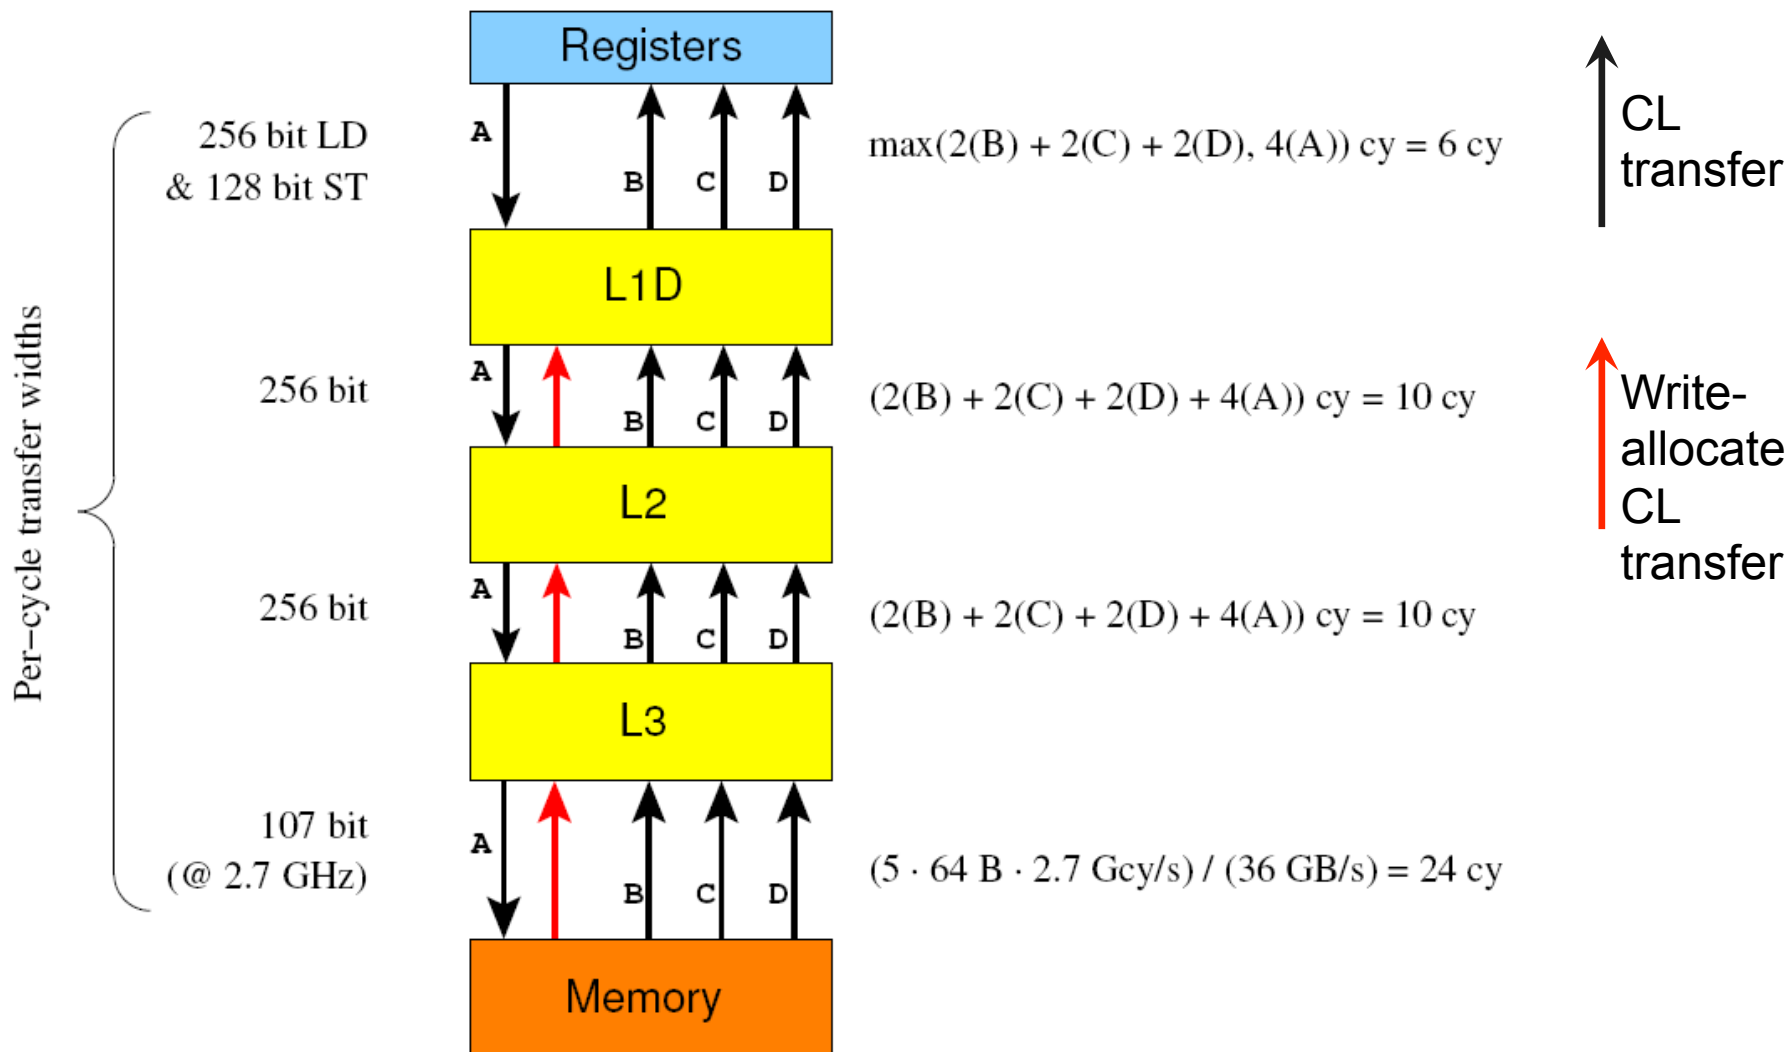 Registers
256 bit LD
& 128 bit ST
A
B
C
D
max(2(B) + 2(C) + 2(D), 4(A)) cy = 6 cy
CL
transfer
L1D
Per-cycle transfer widths
256 bit
A
B
C
D
(2(B) + 2(C) + 2(D) + 4(A)) cy = 10 cy
Write-
allocate
CL
transfer
L2
256 bit
A
B
C
D
(2(B) + 2(C) + 2(D) + 4(A)) cy = 10 cy
L3
107 bit
(@ 2.7 GHz)
A
B
C
D
(5 · 64 B · 2.7 Gcy/s) / (36 GB/s) = 24 cy
Memory